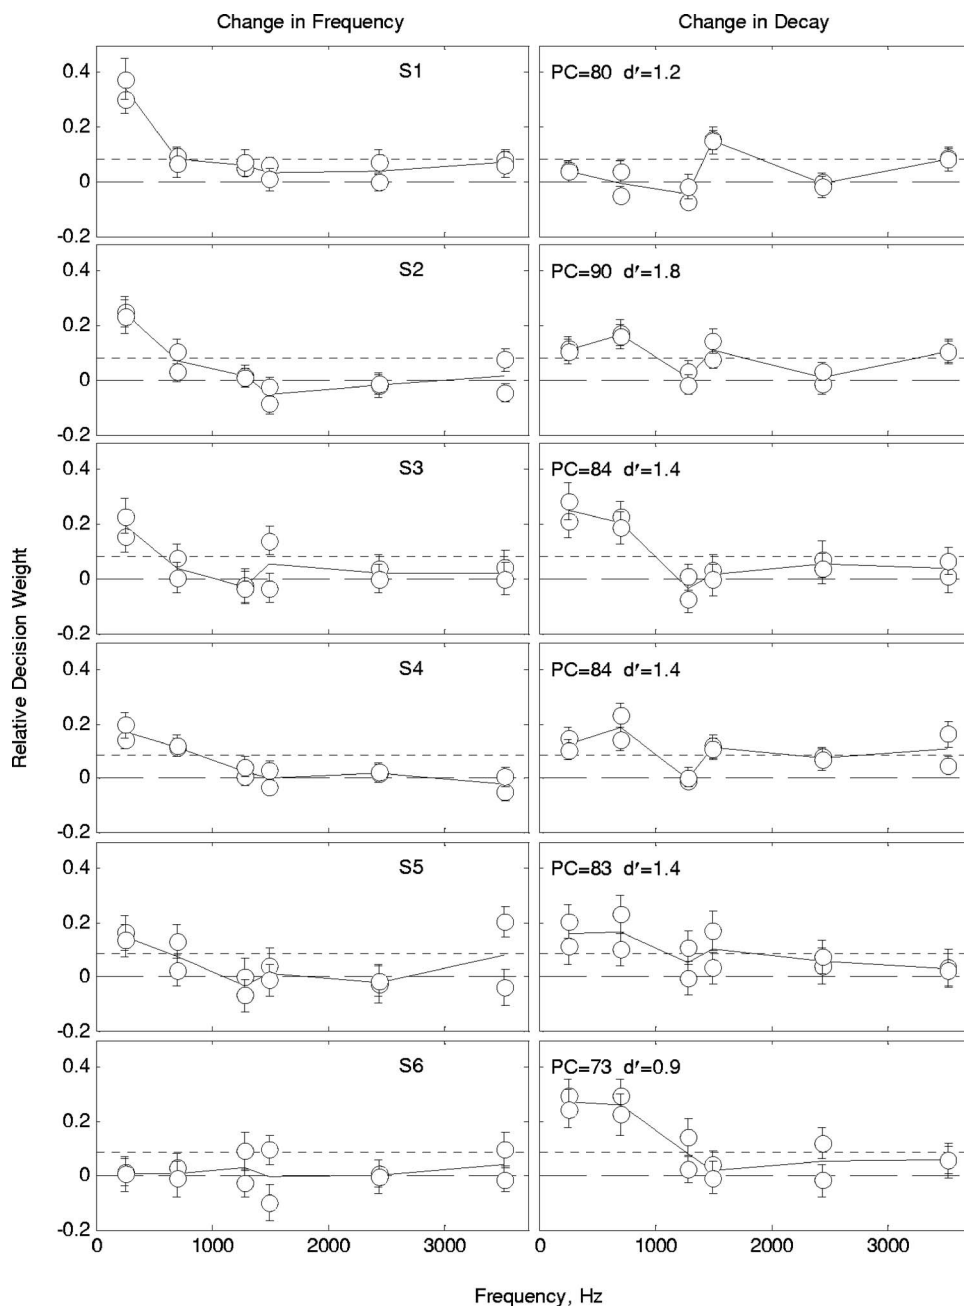 Change in Frequency Change in Decay
0.4 S1 PC=80 d′=1.2
0.2
0
-0.2
0.4 S2 PC=90 d′=1.8
0.2
0
-0.2
0.4 S3 PC=84 d′=1.4
0.2
0
-0.2
0.4 S4 PC=84 d′=1.4
0.2
0
-0.2
0.4 S5 PC=83 d′=1.4
0.2
0
-0.2
0.4 S6 PC=73 d′=0.9
0.2
0
-0.2
0 1000 2000 3000 0 1000 2000 3000
Relative Decision Weight
Frequency, Hz